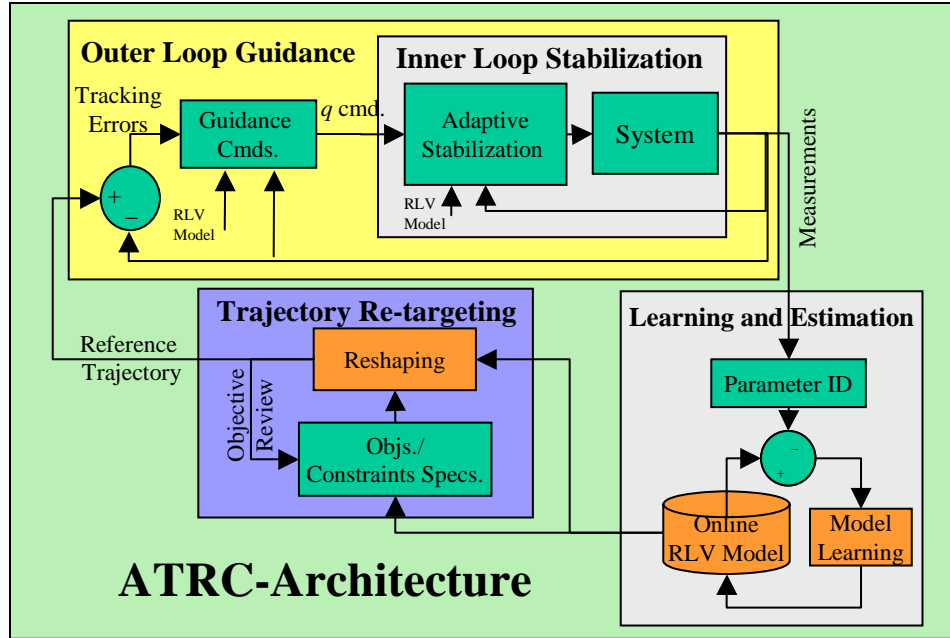 Outer Loop Guidance
Inner Loop Stabilization
Tracking
Errors
Guidance
Cmds.
q cmd.
Adaptive
Stabilization
System
+
−
RLV
Model
RLV
Model
Measurements
Trajectory Re-targeting
Learning and Estimation
Reference
Trajectory
Reshaping
Objective
Review
Objs./
Constraints Specs.
Parameter ID
−
+
Online
RLV Model
Model
Learning
ATRC-Architecture